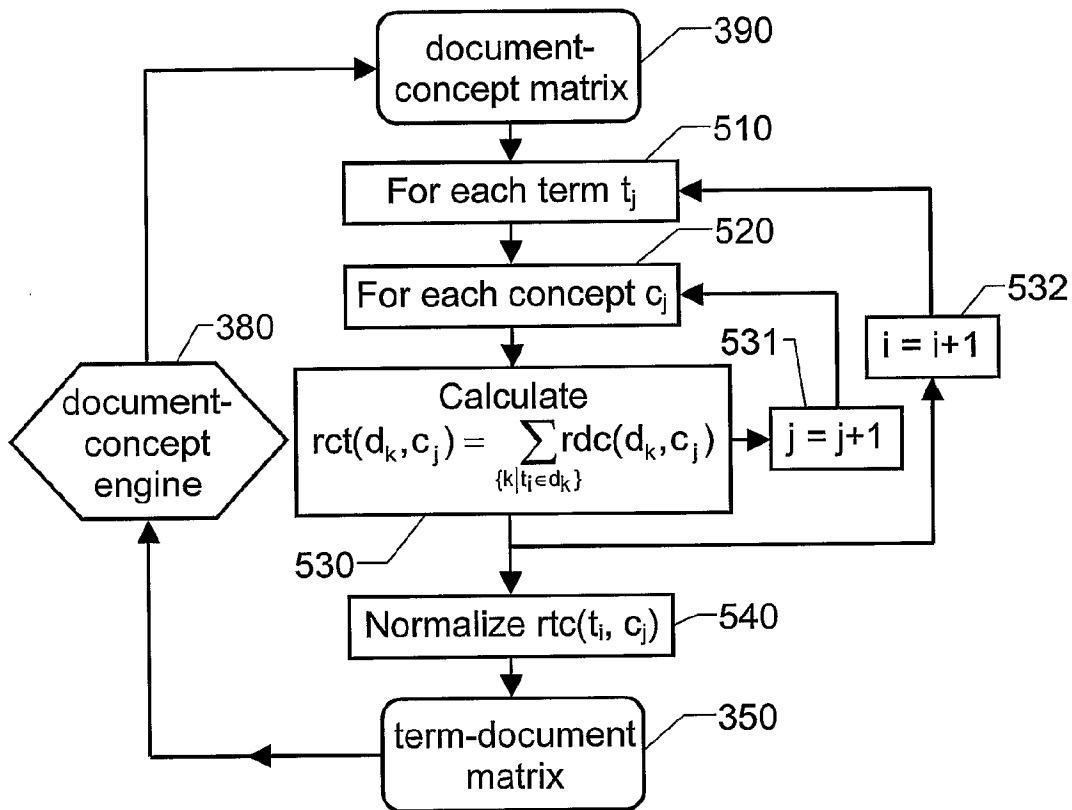 document-
concept matrix
390
510
For each term tⱼ
520
For each concept cⱼ
532
i = i+1
380
document-
concept
engine
531
j = j+1
Calculate
rct(dₖ,cⱼ) = ∑ rdc(dₖ,cⱼ)
{k|tᵢ∈dₖ}
530
540
Normalize rtc(tᵢ, cⱼ)
350
term-document
matrix